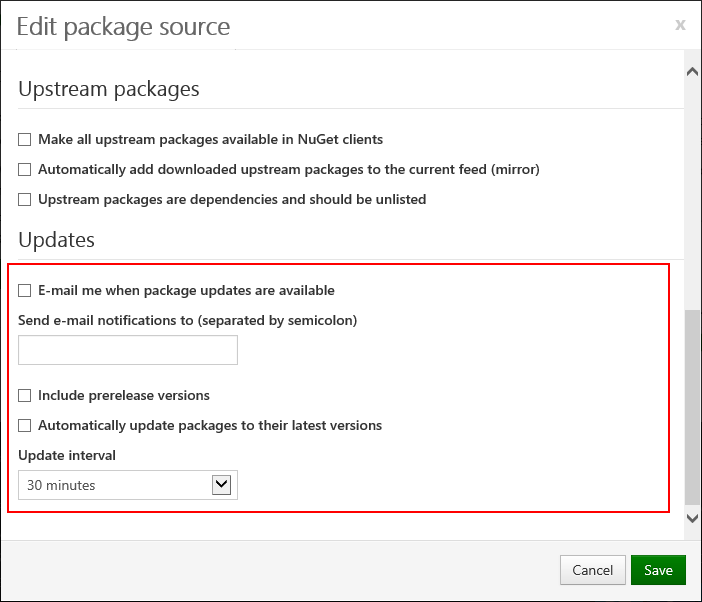 Edit package source
x
Upstream packages
Make all upstream packages available in NuGet clients
Automatically add downloaded upstream packages to the current feed (mirror)
Upstream packages are dependencies and should be unlisted
Updates
E-mail me when package updates are available
Send e-mail notifications to (separated by semicolon)
Include prerelease versions
Automatically update packages to their latest versions
Update interval
30 minutes
Cancel Save